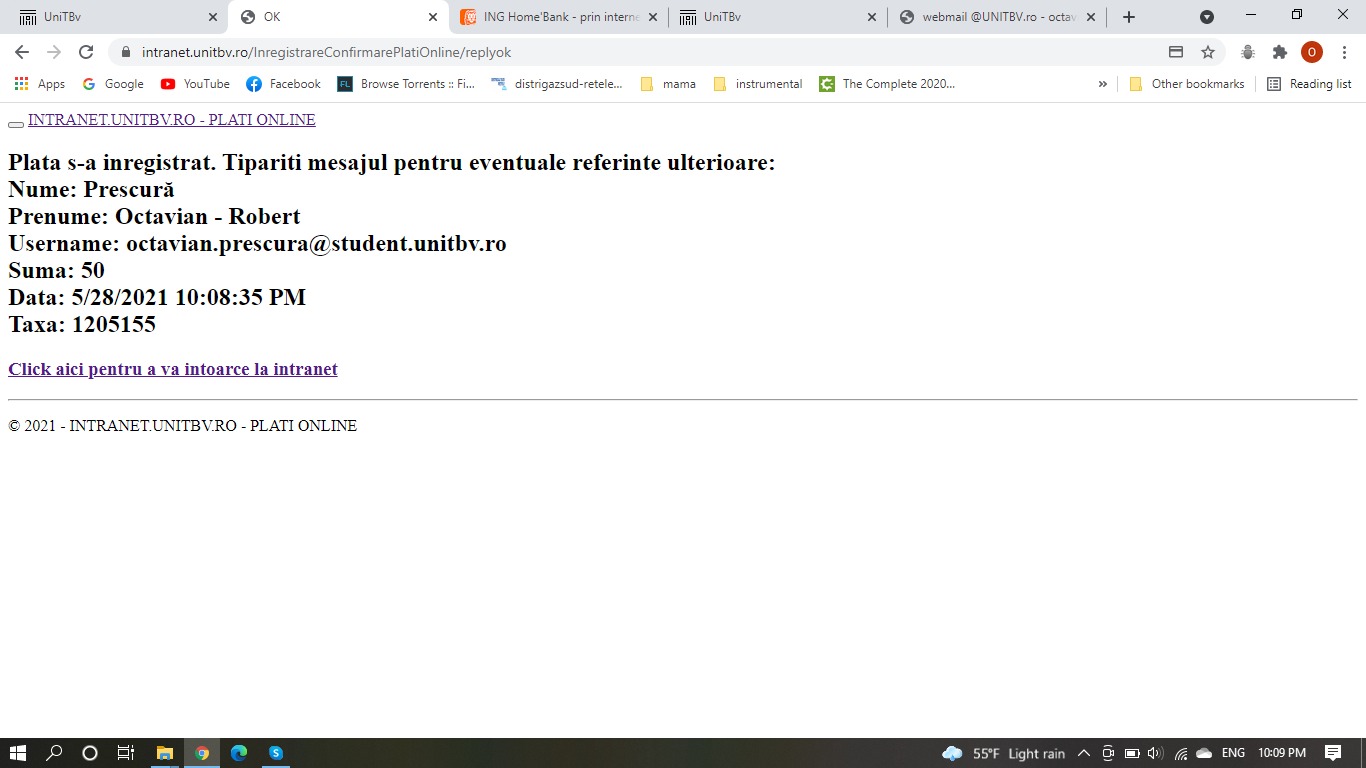 UniTBv
OK
ING Home'Bank - prin interne
UniTBv
webmail @UNITBV.ro - octav
intranet.unitbv.ro/InregistrareConfirmarePlatiOnline/replyok
O
Apps
Google
YouTube
Facebook
FL
Browse Torrents :: Fi...
distrigazsud-retele...
mama
instrumental
The Complete 2020...
»
Other bookmarks
Reading list
INTRANET.UNITBV.RO - PLATI ONLINE
Plata s-a inregistrat. Tipariti mesajul pentru eventuale referinte ulterioare:
Nume: Prescură
Prenume: Octavian - Robert
Username: octavian.prescura@student.unitbv.ro
Suma: 50
Data: 5/28/2021 10:08:35 PM
Taxa: 1205155
Click aici pentru a va intoarce la intranet
© 2021 - INTRANET.UNITBV.RO - PLATI ONLINE
55°F Light rain
ENG
10:09 PM